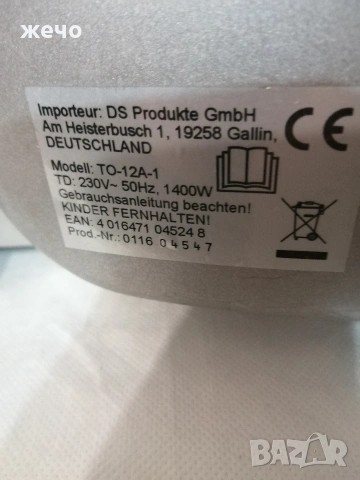 жечо
Importeur: DS Produkte GmbH
Am Heisterbusch 1, 19258 Gallin,
DEUTSCHLAND
CE
Modell: TO-12A-1
TD: 230V~ 50Hz, 1400W
Gebrauchsanleitung beachten!
KINDER FERNHALTEN!
EAN: 4 016471 04524 8
Prod.-Nr.:0116 04547
BAZAR.bg